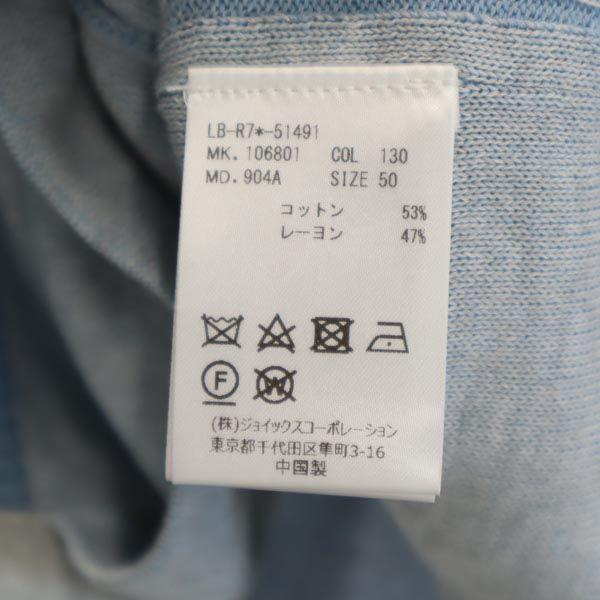 LB-R7*-51491
MK. 106801 COL 130
MD. 904A SIZE 50
コットン 53%
レーヨン 47%
F W
(株)ジョイックスコーポレーション
東京都千代田区隼町3-16
中国製